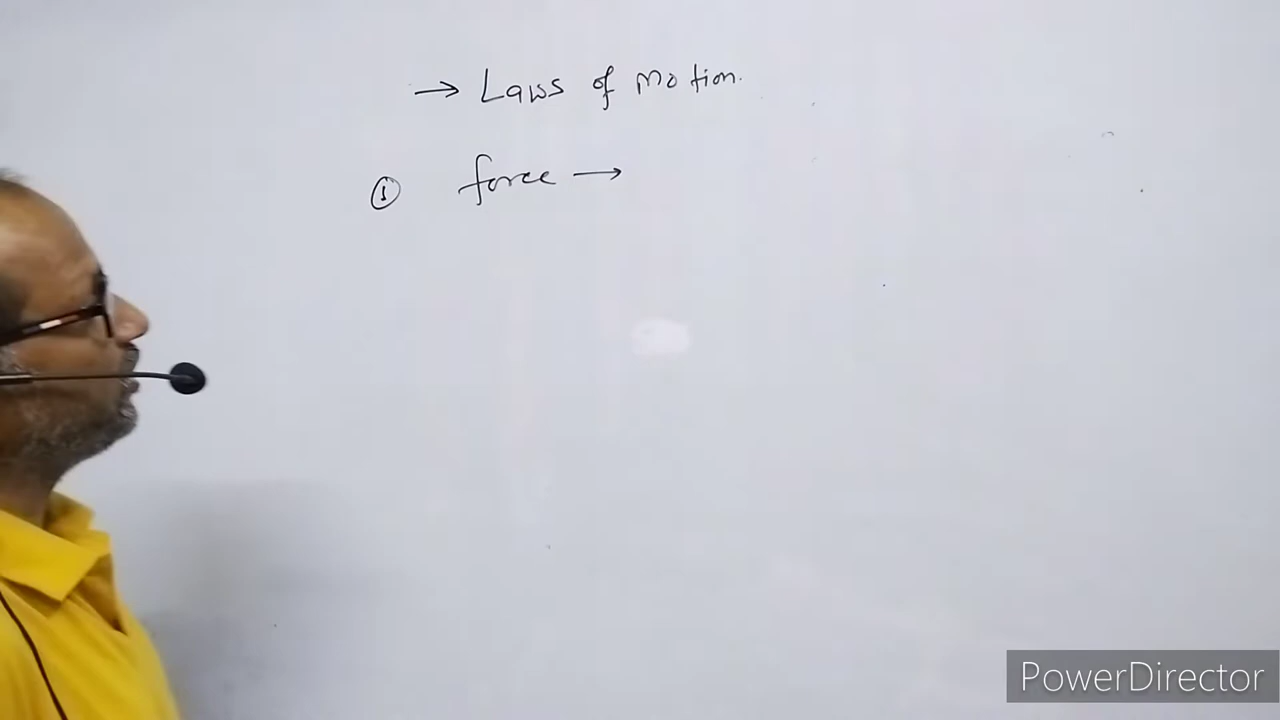 → Laws of Motion.
① force →
PowerDirector